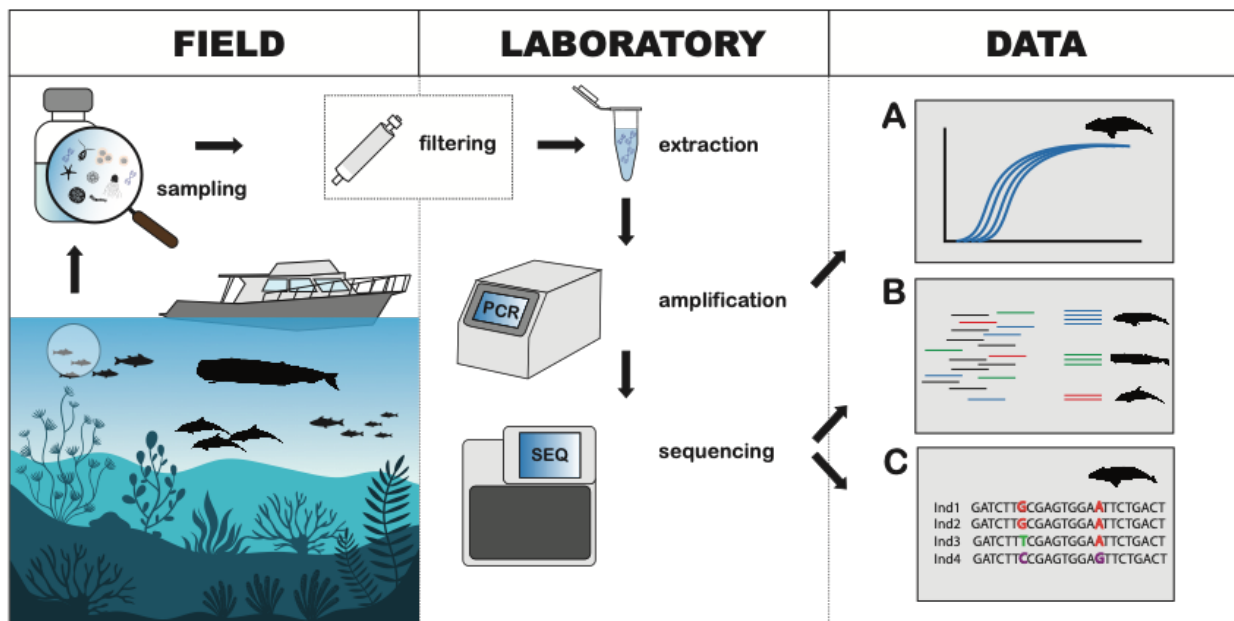 FIELD
LABORATORY
DATA
sampling
filtering
extraction
PCR
amplification
SEQ
sequencing
A
B
C
Ind1 GATCTTGCGAGTGGAATTCTGACT
Ind2 GATCTTGCGAGTGGAATTCTGACT
Ind3 GATCTTTCGAGTGGAATTCTGACT
Ind4 GATCTTCCGAGTGGAGTTCTGACT